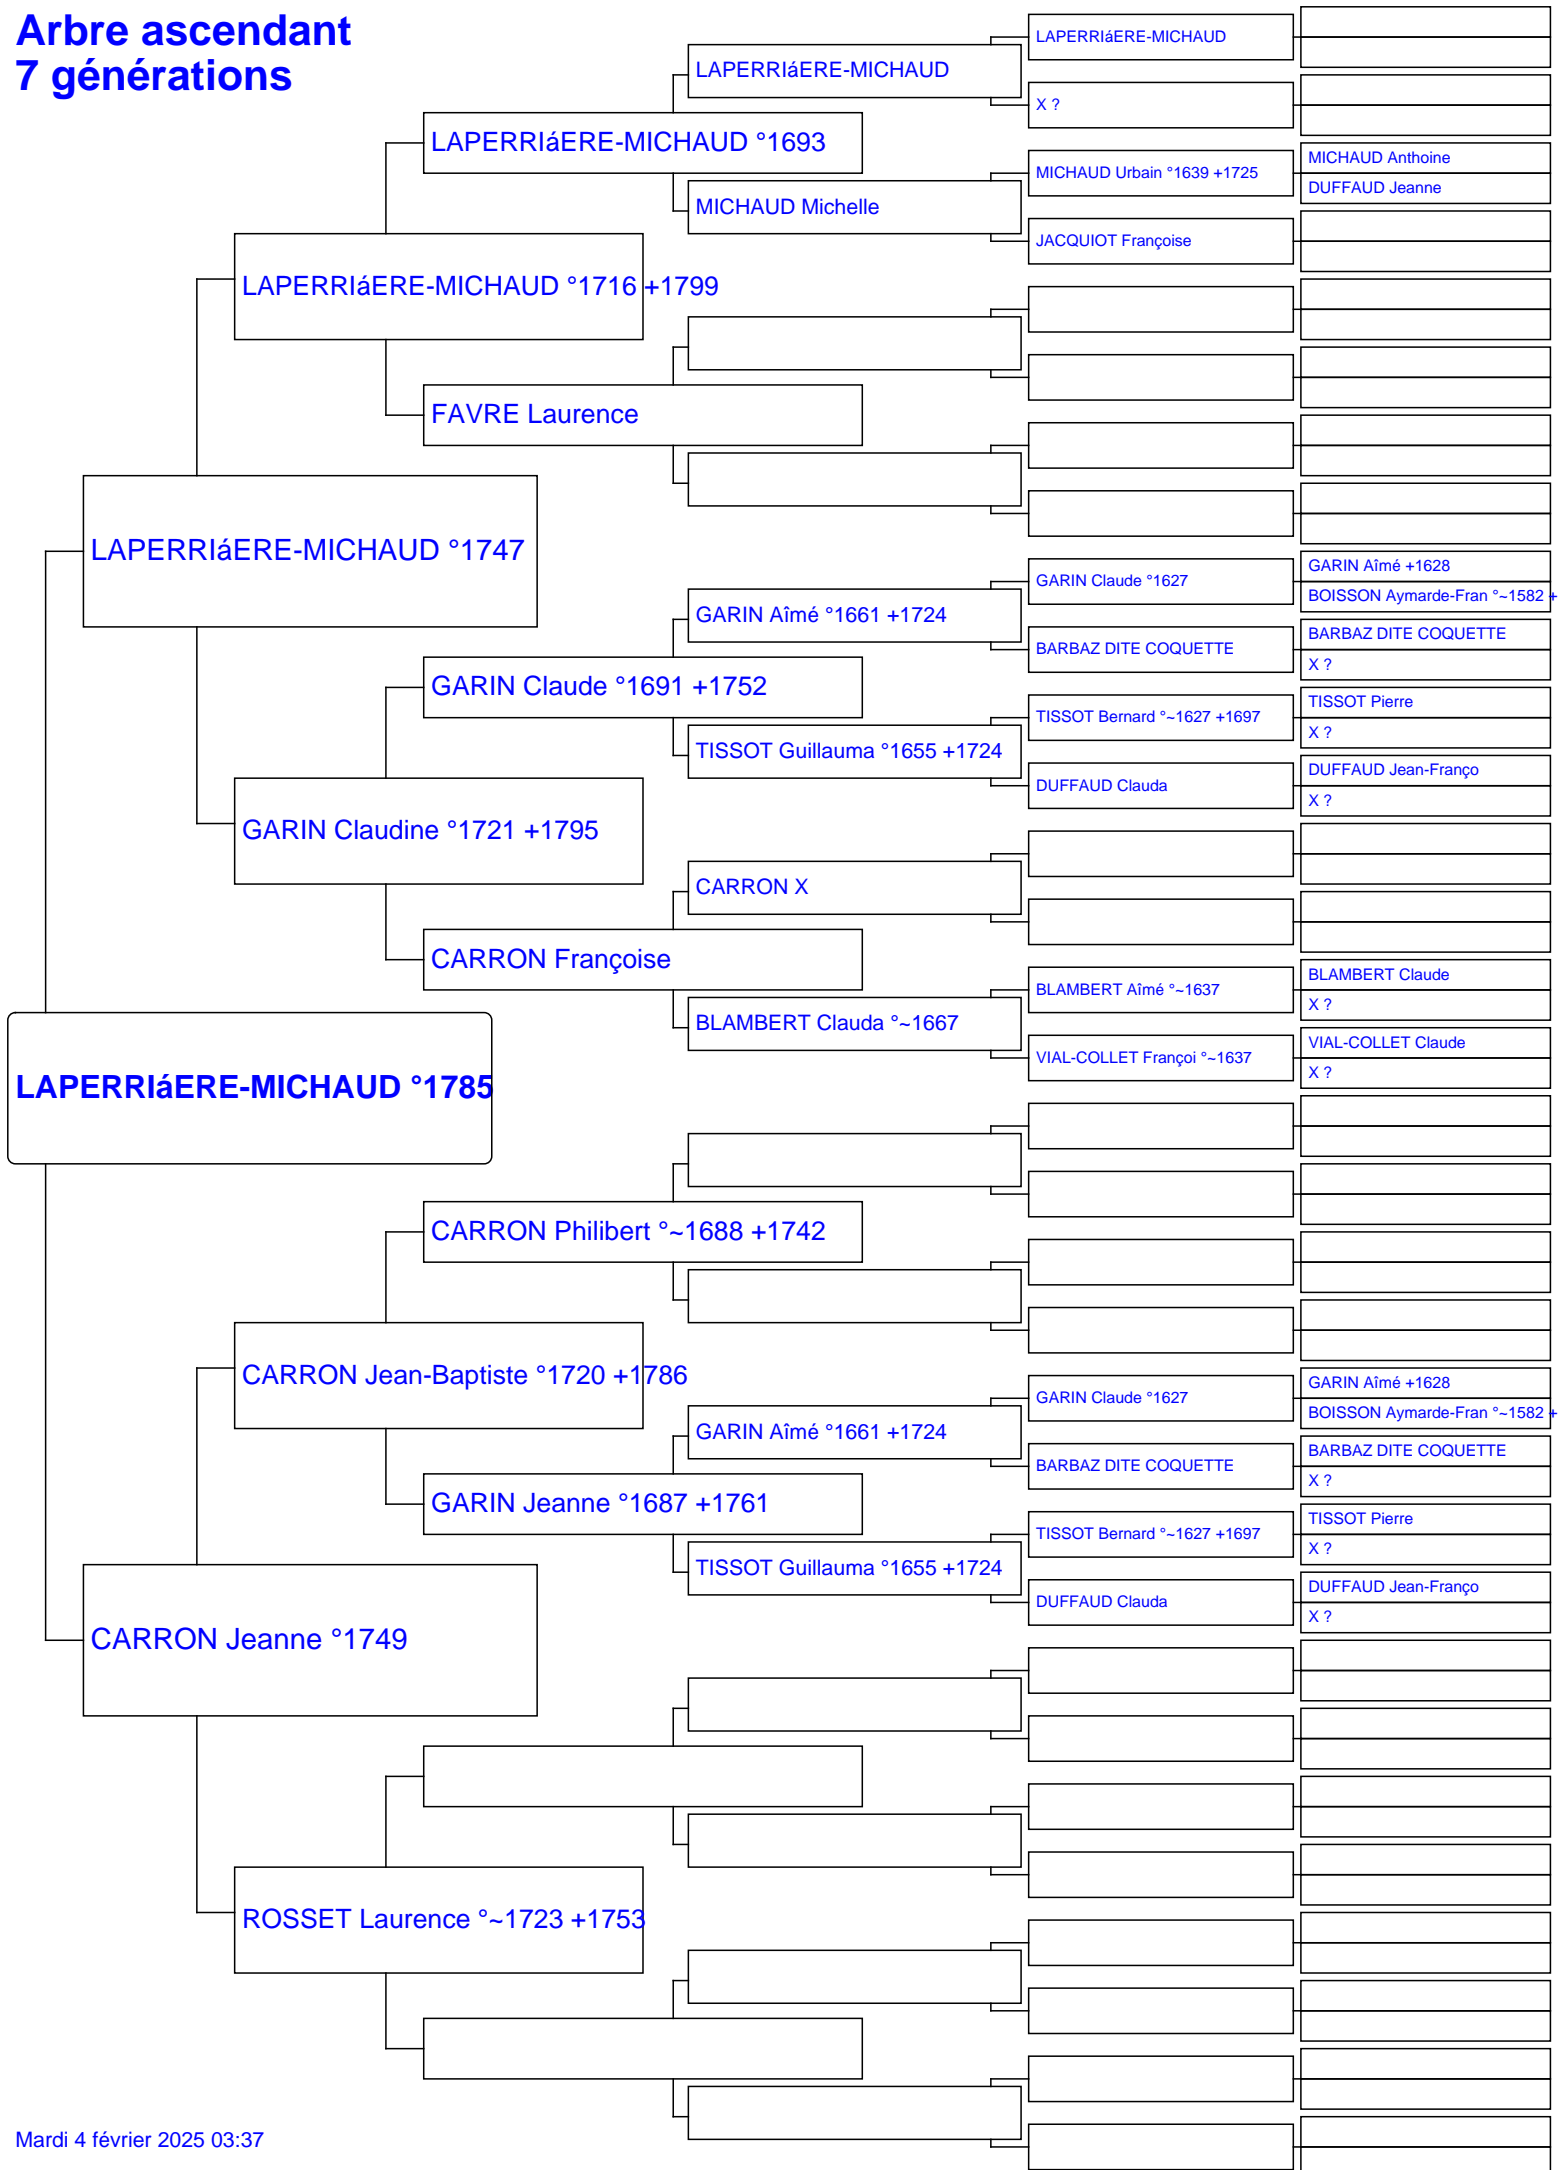 Arbre ascendant
7 générations
LAPERRIáERE-MICHAUD
X ?
LAPERRIáERE-MICHAUD
LAPERRIáERE-MICHAUD °1693
MICHAUD Anthoine
DUFFAUD Jeanne
MICHAUD Urbain °1639 +1725
MICHAUD Michelle
JACQUIOT Françoise
LAPERRIáERE-MICHAUD °1716 +1799
FAVRE Laurence
LAPERRIáERE-MICHAUD °1747
GARIN Aîmé +1628
BOISSON Aymarde-Fran °~1582 +
GARIN Claude °1627
GARIN Aîmé °1661 +1724
BARBAZ DITE COQUETTE
X ?
BARBAZ DITE COQUETTE
GARIN Claude °1691 +1752
TISSOT Pierre
X ?
TISSOT Bernard °~1627 +1697
TISSOT Guillauma °1655 +1724
DUFFAUD Jean-Franço
X ?
DUFFAUD Clauda
GARIN Claudine °1721 +1795
CARRON X
CARRON Françoise
BLAMBERT Claude
X ?
BLAMBERT Aîmé °~1637
BLAMBERT Clauda °~1667
VIAL-COLLET Claude
X ?
VIAL-COLLET Françoi °~1637
LAPERRIáERE-MICHAUD °1785
CARRON Philibert °~1688 +1742
CARRON Jean-Baptiste °1720 +1786
GARIN Aîmé +1628
BOISSON Aymarde-Fran °~1582 +
GARIN Claude °1627
GARIN Aîmé °1661 +1724
BARBAZ DITE COQUETTE
X ?
BARBAZ DITE COQUETTE
GARIN Jeanne °1687 +1761
TISSOT Pierre
X ?
TISSOT Bernard °~1627 +1697
TISSOT Guillauma °1655 +1724
DUFFAUD Jean-Franço
X ?
DUFFAUD Clauda
CARRON Jeanne °1749
ROSSET Laurence °~1723 +1753
Mardi 4 février 2025 03:37